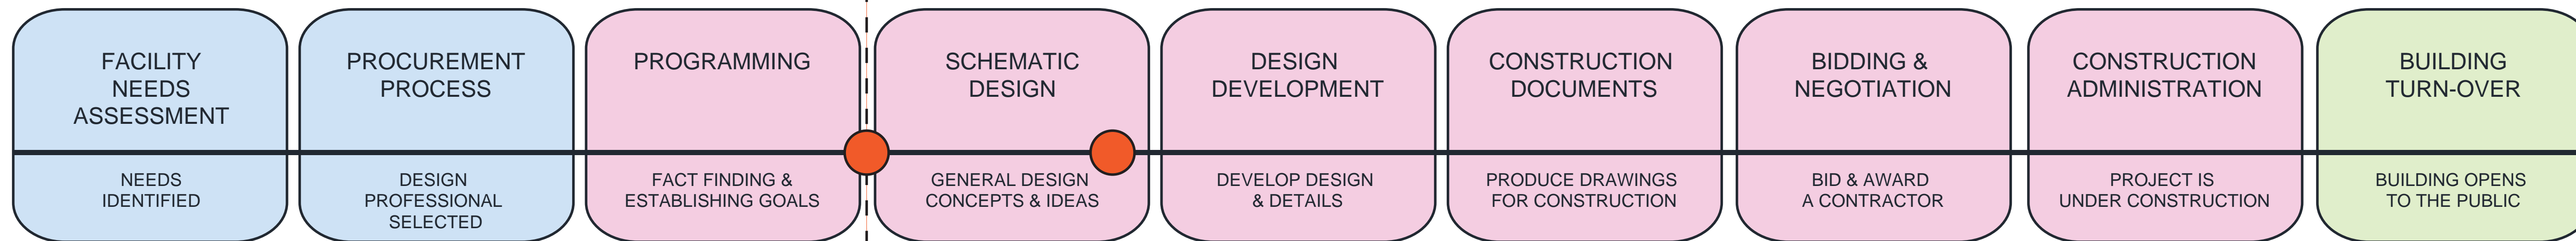 FACILITY
NEEDS
ASSESSMENT
NEEDS
IDENTIFIED
PROCUREMENT
PROCESS
DESIGN
PROFESSIONAL
SELECTED
PROGRAMMING
FACT FINDING &
ESTABLISHING GOALS
SCHEMATIC
DESIGN
GENERAL DESIGN
CONCEPTS & IDEAS
DESIGN
DEVELOPMENT
DEVELOP DESIGN
& DETAILS
CONSTRUCTION
DOCUMENTS
PRODUCE DRAWINGS
FOR CONSTRUCTION
BIDDING &
NEGOTIATION
BID & AWARD
A CONTRACTOR
CONSTRUCTION
ADMINISTRATION
PROJECT IS
UNDER CONSTRUCTION
BUILDING
TURN-OVER
BUILDING OPENS
TO THE PUBLIC